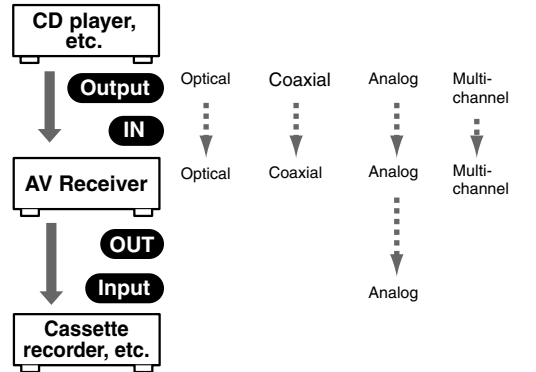 CD player,
etc.
Output
Optical
Coaxial
Analog
Multi-
channel
IN
AV Receiver
Optical
Coaxial
Analog
Multi-
channel
OUT
Input
Analog
Cassette
recorder, etc.